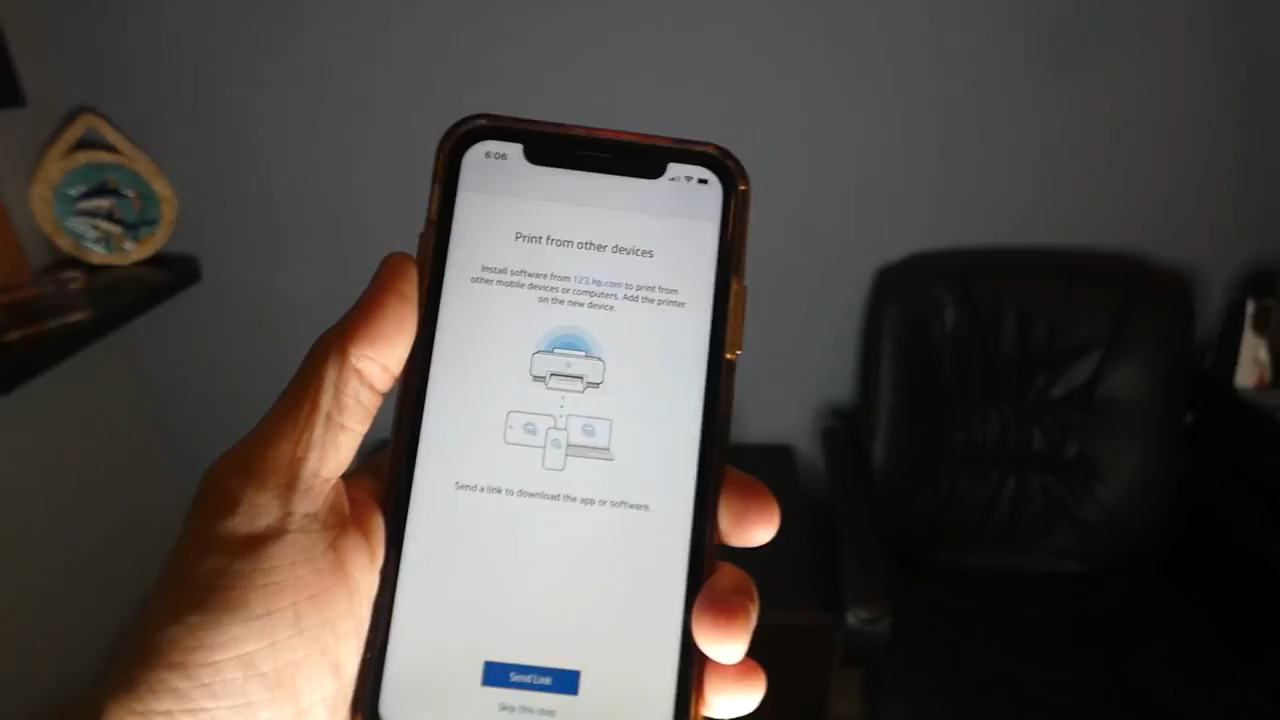 6:06
Print from other devices
Install software from 123.hp.com to print from
other mobile devices or computers. Add the printer
on the new device.
Send a link to download the app or software.
Send Link
Skip this step